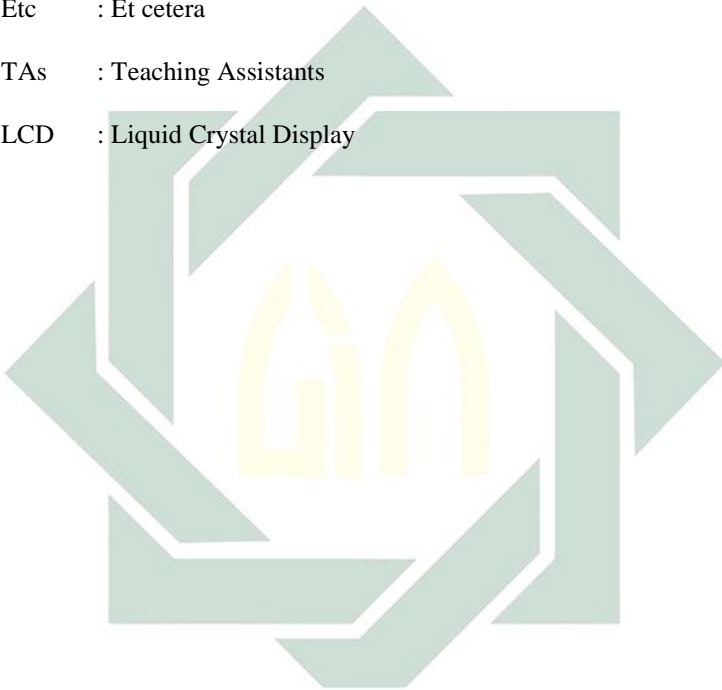 Etc : Et cetera
TAs : Teaching Assistants
LCD : Liquid Crystal Display